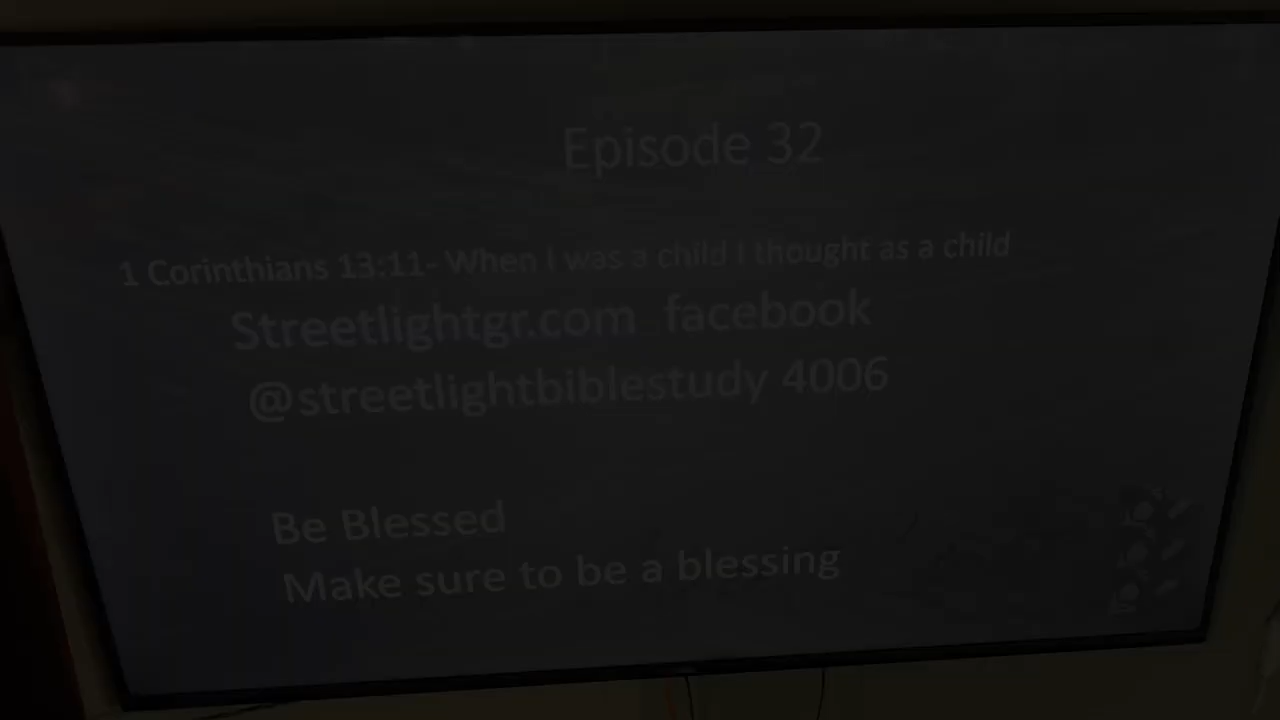 Episode 32
1 Corinthians 13:11- When I was a child I thought as a child
Streetlightgr.com facebook
@streetlightbiblestudy 4006
Be Blessed
Make sure to be a blessing